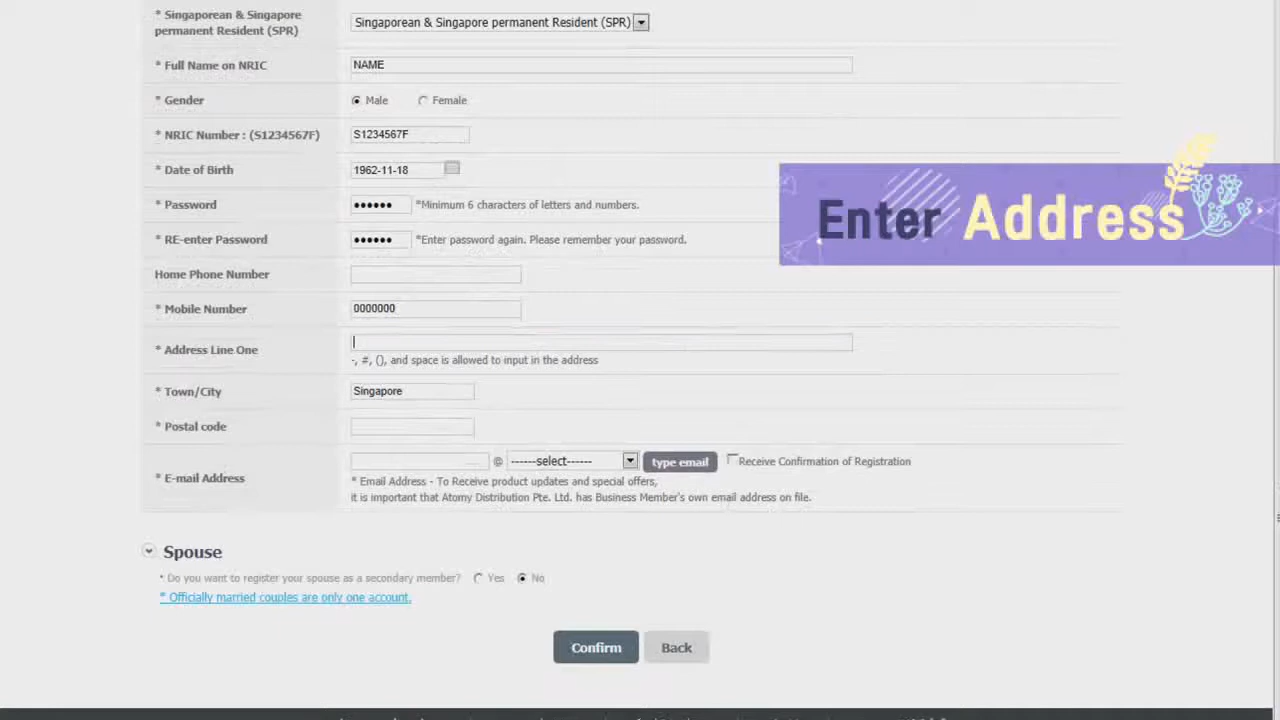 * Singaporean & Singapore
permanent Resident (SPR)
Singaporean & Singapore permanent Resident (SPR)
* Full Name on NRIC
NAME
* Gender
Male
Female
* NRIC Number : (S1234567F)
S1234567F
* Date of Birth
1962-11-18
Enter Address
* Password
●●●●●●
*Minimum 6 characters of letters and numbers.
* RE-enter Password
●●●●●●
*Enter password again. Please remember your password.
Home Phone Number
* Mobile Number
0000000
* Address Line One
-, #, (), and space is allowed to input in the address
* Town/City
Singapore
* Postal code
* E-mail Address
@
------select------
type email
Receive Confirmation of Registration
* Email Address - To Receive product updates and special offers,
it is important that Atomy Distribution Pte. Ltd. has Business Member's own email address on file.
Spouse
* Do you want to register your spouse as a secondary member?
Yes
No
* Officially married couples are only one account.
Confirm
Back